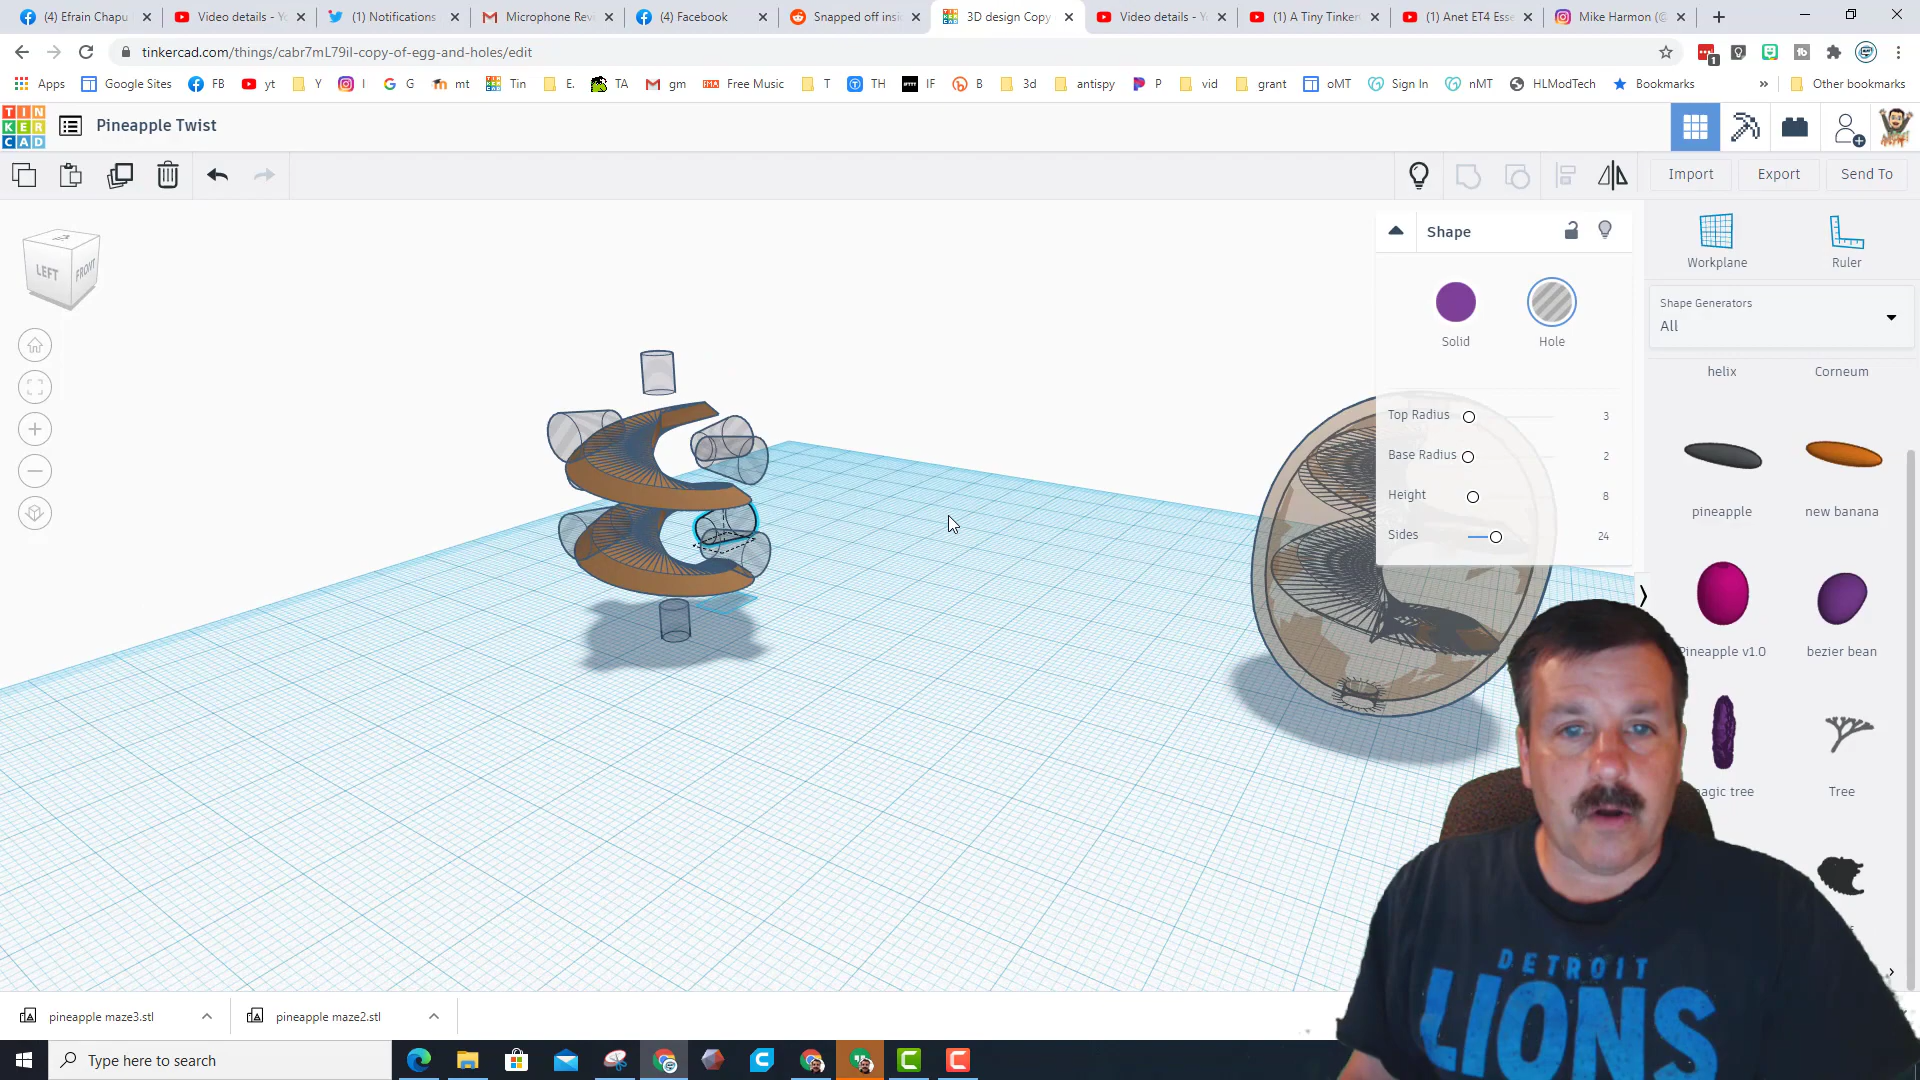 (4) Efrain Chapu
Video details - Yo
(1) Notifications
Microphone Rev
(4) Facebook
Snapped off insi
3D design Copy
Video details - Y
(1) A Tiny Tinker
(1) Anet ET4 Esse
Mike Harmon (@
tinkercad.com/things/cabr7mL79iI-copy-of-egg-and-holes/edit
Apps
Google Sites
FB
yt
Y
I
G
mt
Tin
E.
TA
gm
Free Music
T
TH
IF
B
3d
antispy
P
vid
grant
oMT
Sign In
nMT
HLModTech
Bookmarks
»
Other bookmarks
TIN
KER
CAD
Pineapple Twist
Import
Export
Send To
LEFT
FRONT
Shape
Solid
Hole
Top Radius 3
Base Radius 2
Height 8
Sides 24
Workplane
Ruler
Shape Generators
All
helix
Corneum
pineapple
new banana
Pineapple v1.0
bezier bean
magic tree
Tree
DETROIT
LIONS
pineapple maze3.stl
pineapple maze2.stl
Type here to search